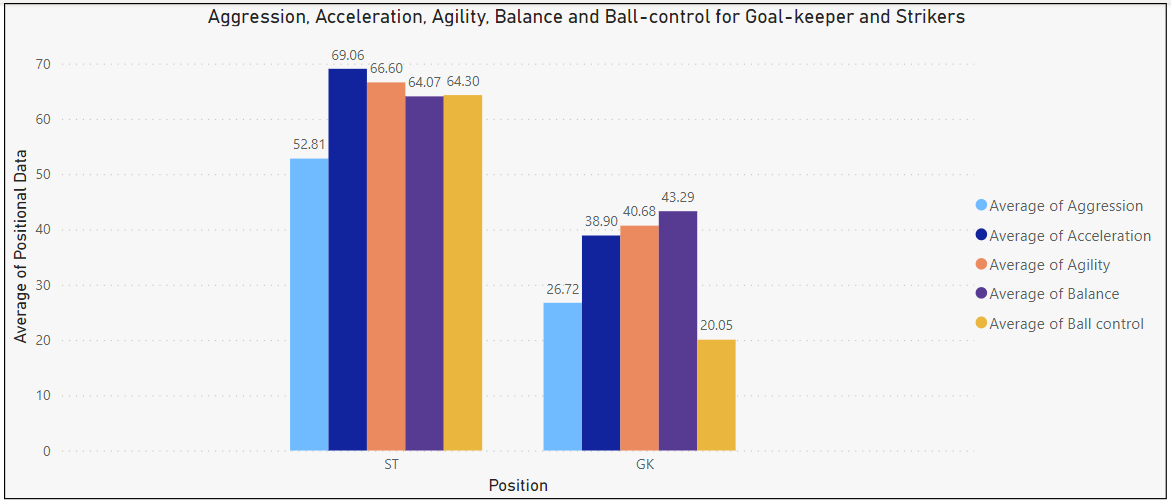 Aggression, Acceleration, Agility, Balance and Ball-control for Goal-keeper and Strikers
Average of Positional Data
70
60
50
40
30
20
10
0
52.81
69.06
66.60
64.07
64.30
26.72
38.90
40.68
43.29
20.05
ST
GK
Position
Average of Aggression
Average of Acceleration
Average of Agility
Average of Balance
Average of Ball control